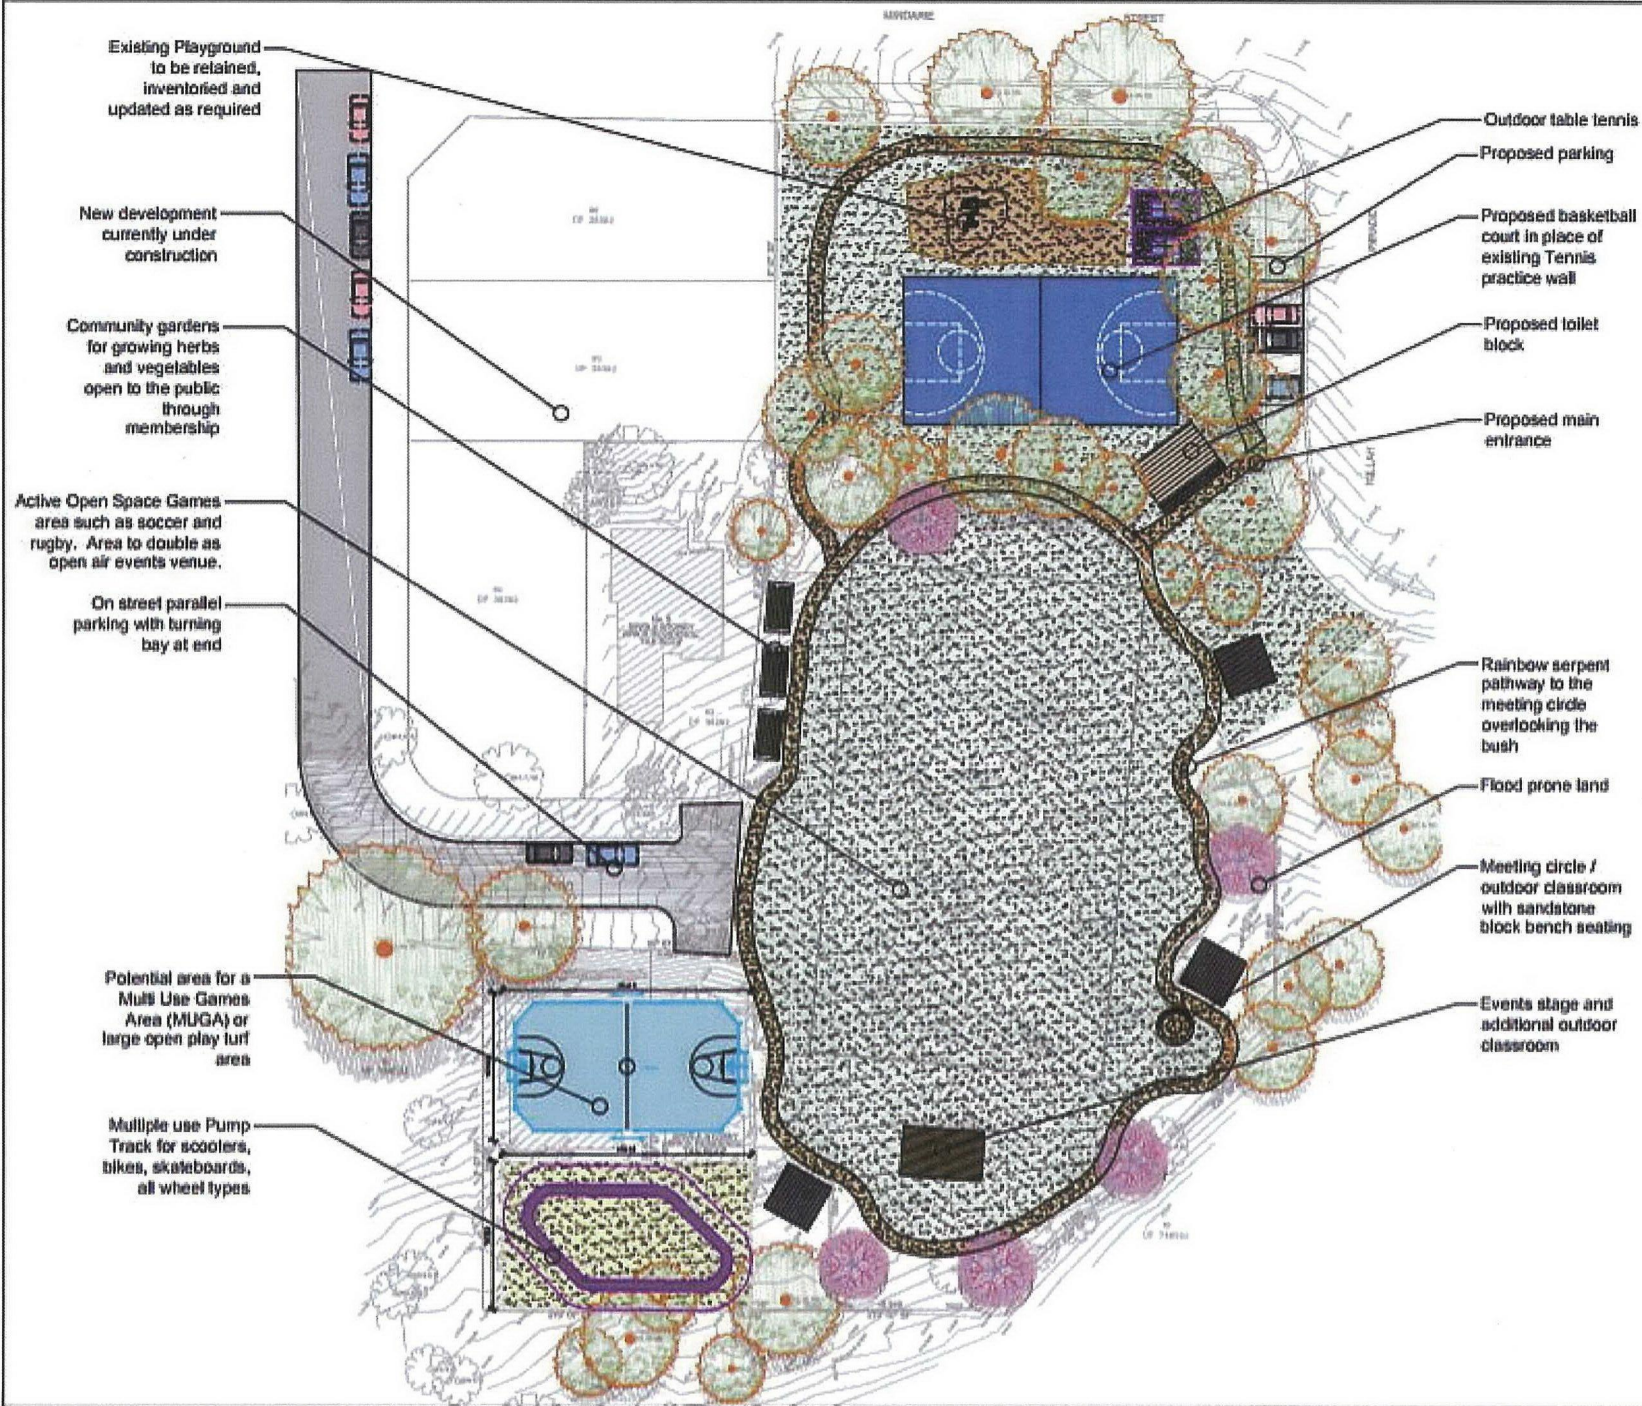 MINDARIE STREET
Existing Playground
to be retained,
inventoried and
updated as required
New development
currently under
construction
Community gardens
for growing herbs
and vegetables
open to the public
through
membership
Active Open Space Games
area such as soccer and
rugby. Area to double as
open air events venue.
On street parallel
parking with turning
bay at end
Potential area for a
Multi Use Games
Area (MUGA) or
large open play turf
area
Multiple use Pump
Track for scooters,
bikes, skateboards,
all wheel types
Outdoor table tennis
Proposed parking
Proposed basketball
court in place of
existing Tennis
practice wall
Proposed toilet
block
Proposed main
entrance
Rainbow serpent
pathway to the
meeting circle
overlooking the
bush
Flood prone land
Meeting circle /
outdoor classroom
with sandstone
block bench seating
Events stage and
additional outdoor
classroom